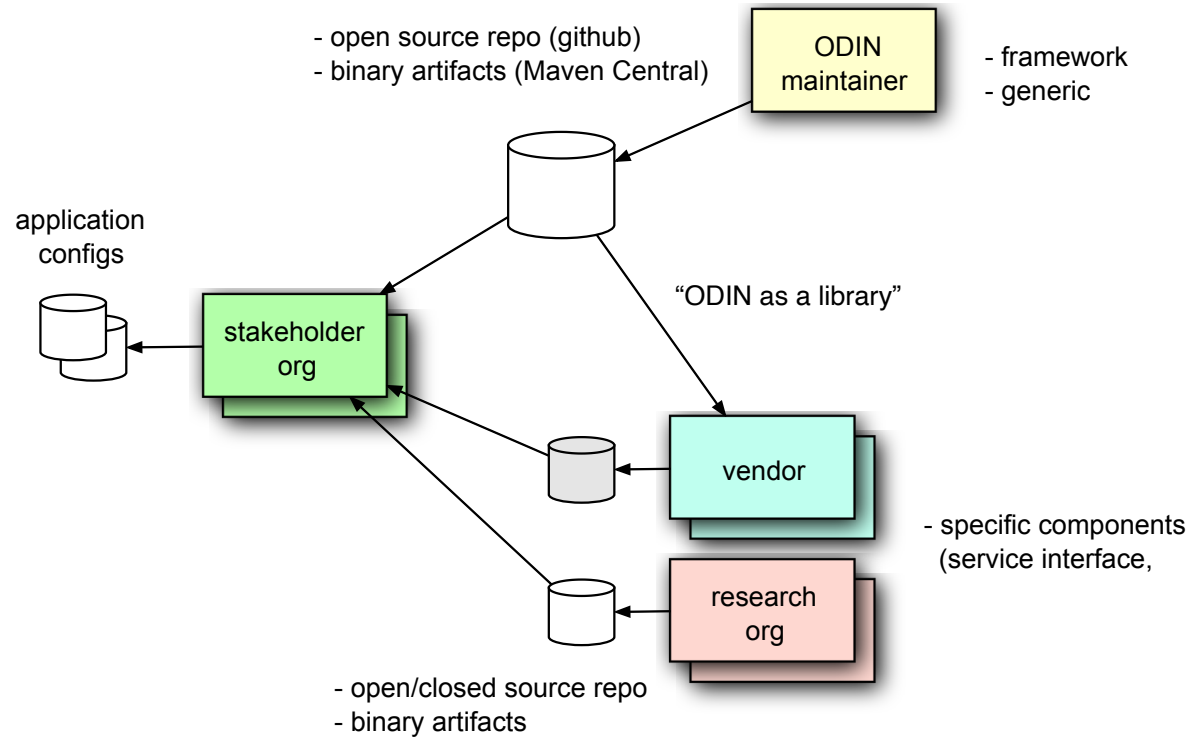 - open source repo (github)
- binary artifacts (Maven Central)
ODIN
maintainer
- framework
- generic
application
configs
stakeholder
org
“ODIN as a library”
vendor
- specific components
(service interface,
research
org
- open/closed source repo
- binary artifacts